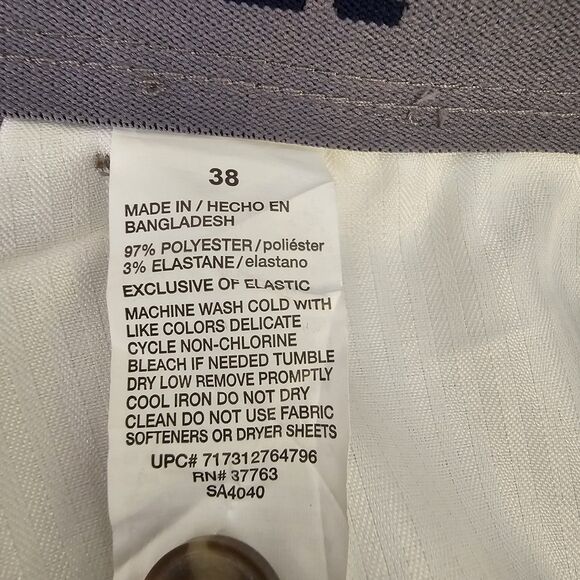 38
MADE IN / HECHO EN
BANGLADESH
97% POLYESTER / poliéster
3% ELASTANE / elastano
EXCLUSIVE OF ELASTIC
MACHINE WASH COLD WITH
LIKE COLORS DELICATE
CYCLE NON-CHLORINE
BLEACH IF NEEDED TUMBLE
DRY LOW REMOVE PROMPTLY
COOL IRON DO NOT DRY
CLEAN DO NOT USE FABRIC
SOFTENERS OR DRYER SHEETS
UPC# 717312764796
RN# 37763
SA4040